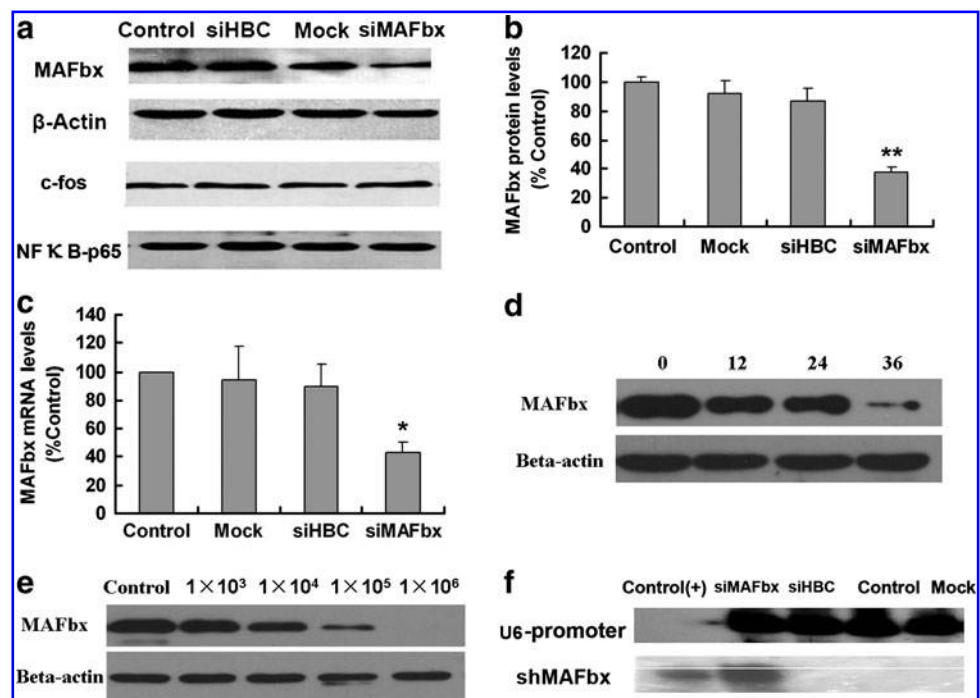 a
Control siHBC Mock siMAFbx
MAFbx
β-Actin
c-fos
NF K B-p65
b
MAFbx protein levels
(% Control)
120
100
80
60
40
20
0
**
Control Mock siHBC siMAFbx
c
MAFbx mRNA levels
(%Control)
140
120
100
80
60
40
20
0
*
Control Mock siHBC siMAFbx
d
0 12 24 36
MAFbx
Beta-actin
e
Control 1×10³ 1×10⁴ 1×10⁵ 1×10⁶
MAFbx
Beta-actin
f
Control(+) siMAFbx siHBC Control Mock
U6-promoter
shMAFbx